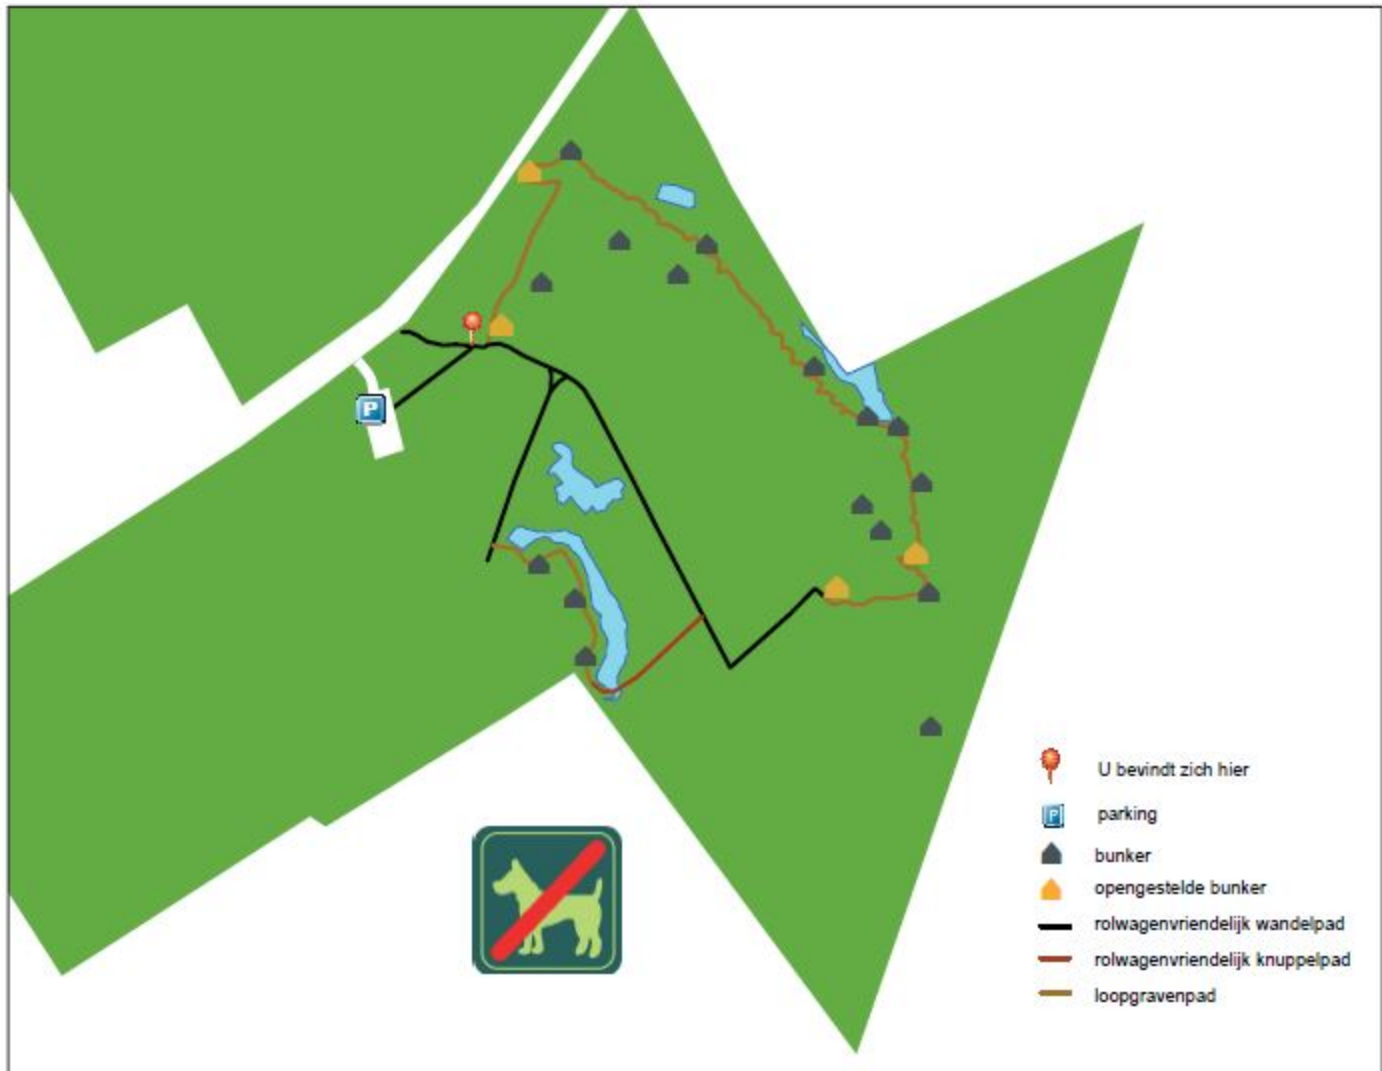 P
U bevindt zich hier
P
parking
bunker
opengestelde bunker
rolwagenvriendelijk wandelpad
rolwagenvriendelijk knuppelpad
loopgravenpad